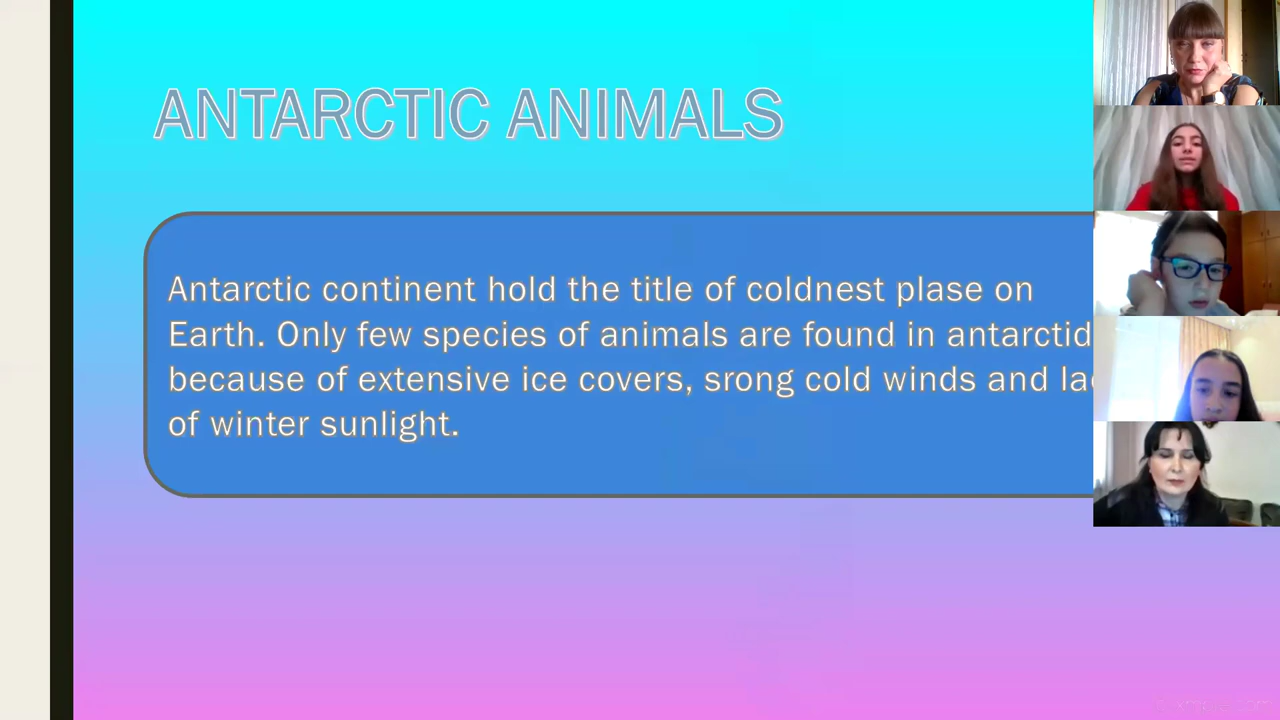 ANTARCTIC ANIMALS
Antarctic continent hold the title of coldnest plase on
Earth. Only few species of animals are found in antarctid
because of extensive ice covers, srong cold winds and
of winter sunlight.